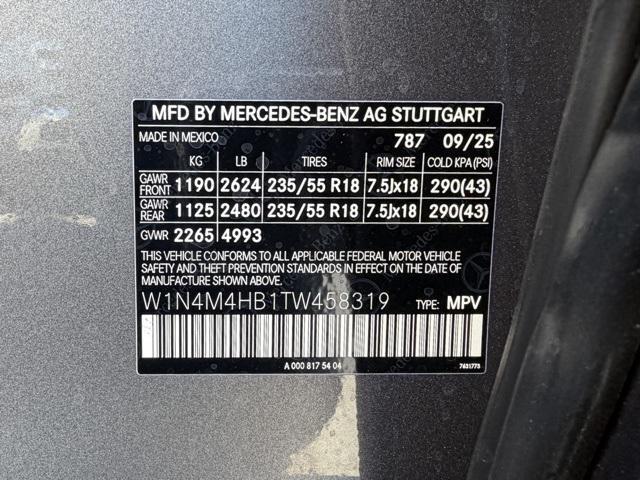 MFD BY MERCEDES-BENZ AG STUTTGART
MADE IN MEXICO 787 09/25
KG LB TIRES RIM SIZE COLD KPA (PSI)
GAWR FRONT 1190 2624 235/55 R18 7.5Jx18 290(43)
GAWR REAR 1125 2480 235/55 R18 7.5Jx18 290(43)
GVWR 2265 4993
THIS VEHICLE CONFORMS TO ALL APPLICABLE FEDERAL MOTOR VEHICLE
SAFETY AND THEFT PREVENTION STANDARDS IN EFFECT ON THE DATE
OF MANUFACTURE SHOWN ABOVE.
W1N4M4HB1TW458319 TYPE: MPV
A 000 817 54 04 7631773